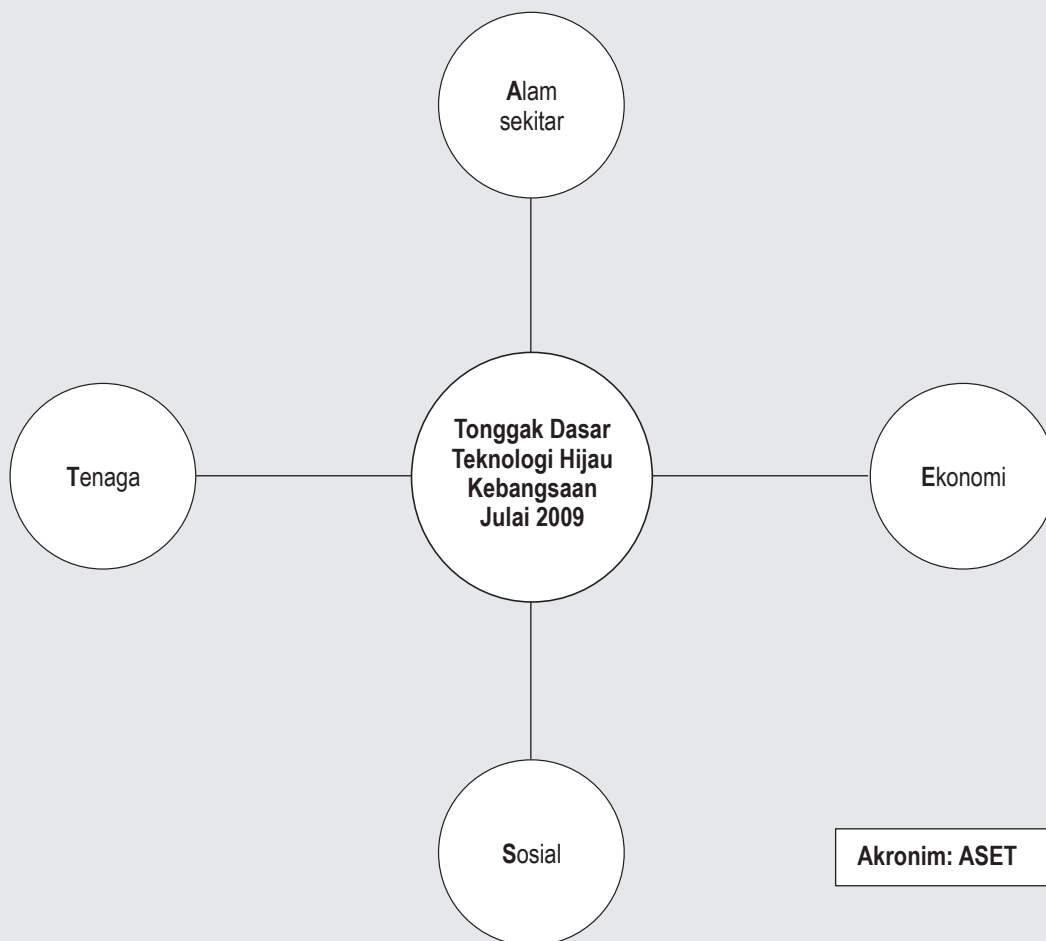 Alam
sekitar
Tonggak Dasar
Teknologi Hijau
Kebangsaan
Julai 2009
Tenaga
Ekonomi
Sosial
Akronim: ASET